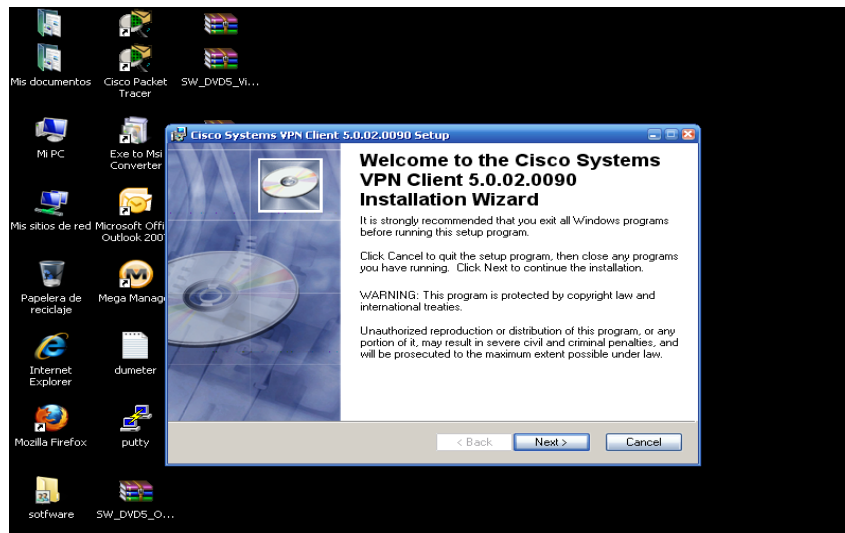 Mis documentos
Cisco Packet
Tracer
SW_DVD5_Vi...
Mi PC
Exe to Msi
Converter
Mis sitios de red
Microsoft Offi
Outlook 200
Papelera de
reciclaje
Mega Manag
Internet
Explorer
dumeter
Mozilla Firefox
putty
sotfware
SW_DVD5_O...
Cisco Systems VPN Client 5.0.02.0090 Setup
Welcome to the Cisco Systems
VPN Client 5.0.02.0090
Installation Wizard
It is strongly recommended that you exit all Windows programs
before running this setup program.
Click Cancel to quit the setup program, then close any programs
you have running. Click Next to continue the installation.
WARNING: This program is protected by copyright law and
international treaties.
Unauthorized reproduction or distribution of this program, or any
portion of it, may result in severe civil and criminal penalties, and
will be prosecuted to the maximum extent possible under law.
< Back
Next >
Cancel